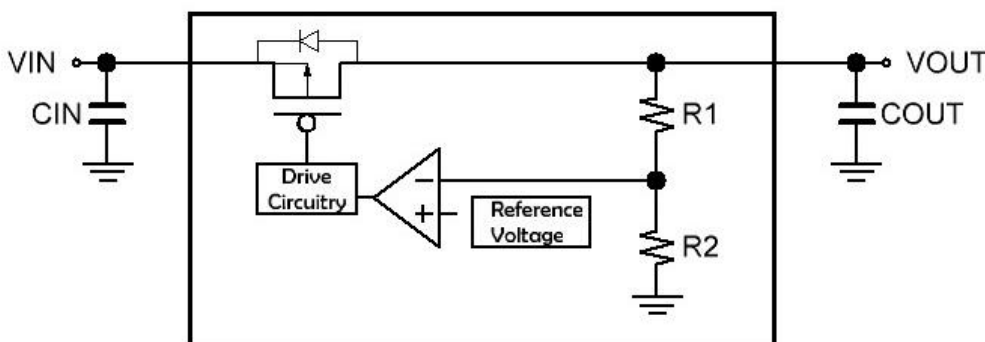 VIN
VOUT
CIN
R1
COUT
Drive
Circuitry
−
+
Reference
Voltage
R2